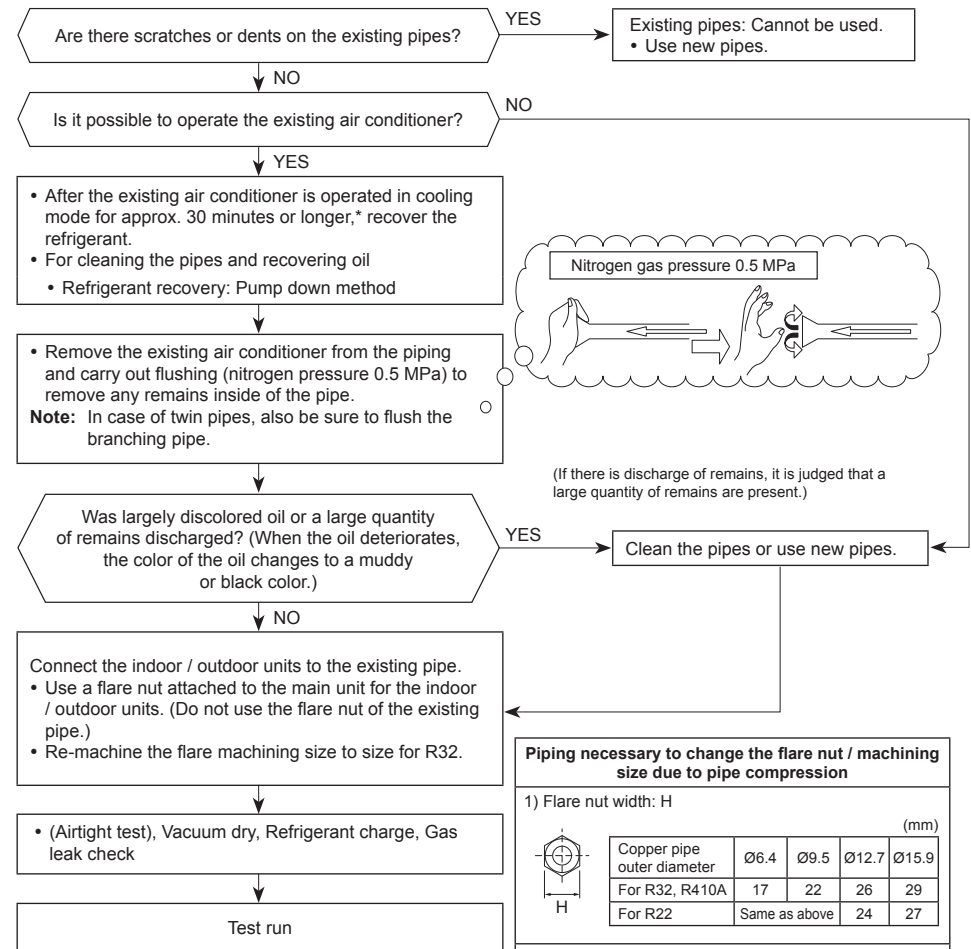 Are there scratches or dents on the existing pipes?
YES
Existing pipes: Cannot be used.
• Use new pipes.
NO
Is it possible to operate the existing air conditioner?
NO
YES
• After the existing air conditioner is operated in cooling
mode for approx. 30 minutes or longer,* recover the
refrigerant.
• For cleaning the pipes and recovering oil
• Refrigerant recovery: Pump down method
Nitrogen gas pressure 0.5 MPa
• Remove the existing air conditioner from the piping
and carry out flushing (nitrogen pressure 0.5 MPa) to
remove any remains inside of the pipe.
Note: In case of twin pipes, also be sure to flush the
branching pipe.
(If there is discharge of remains, it is judged that a
large quantity of remains are present.)
Was largely discolored oil or a large quantity
of remains discharged? (When the oil deteriorates,
the color of the oil changes to a muddy
or black color.)
YES
Clean the pipes or use new pipes.
NO
Connect the indoor / outdoor units to the existing pipe.
• Use a flare nut attached to the main unit for the indoor
/ outdoor units. (Do not use the flare nut of the existing
pipe.)
• Re-machine the flare machining size to size for R32.
• (Airtight test), Vacuum dry, Refrigerant charge, Gas
leak check
Test run
Piping necessary to change the flare nut / machining
size due to pipe compression
1) Flare nut width: H
(mm)
H
Copper pipe
outer diameter Ø6.4 Ø9.5 Ø12.7 Ø15.9
For R32, R410A 17 22 26 29
For R22 Same as above 24 27